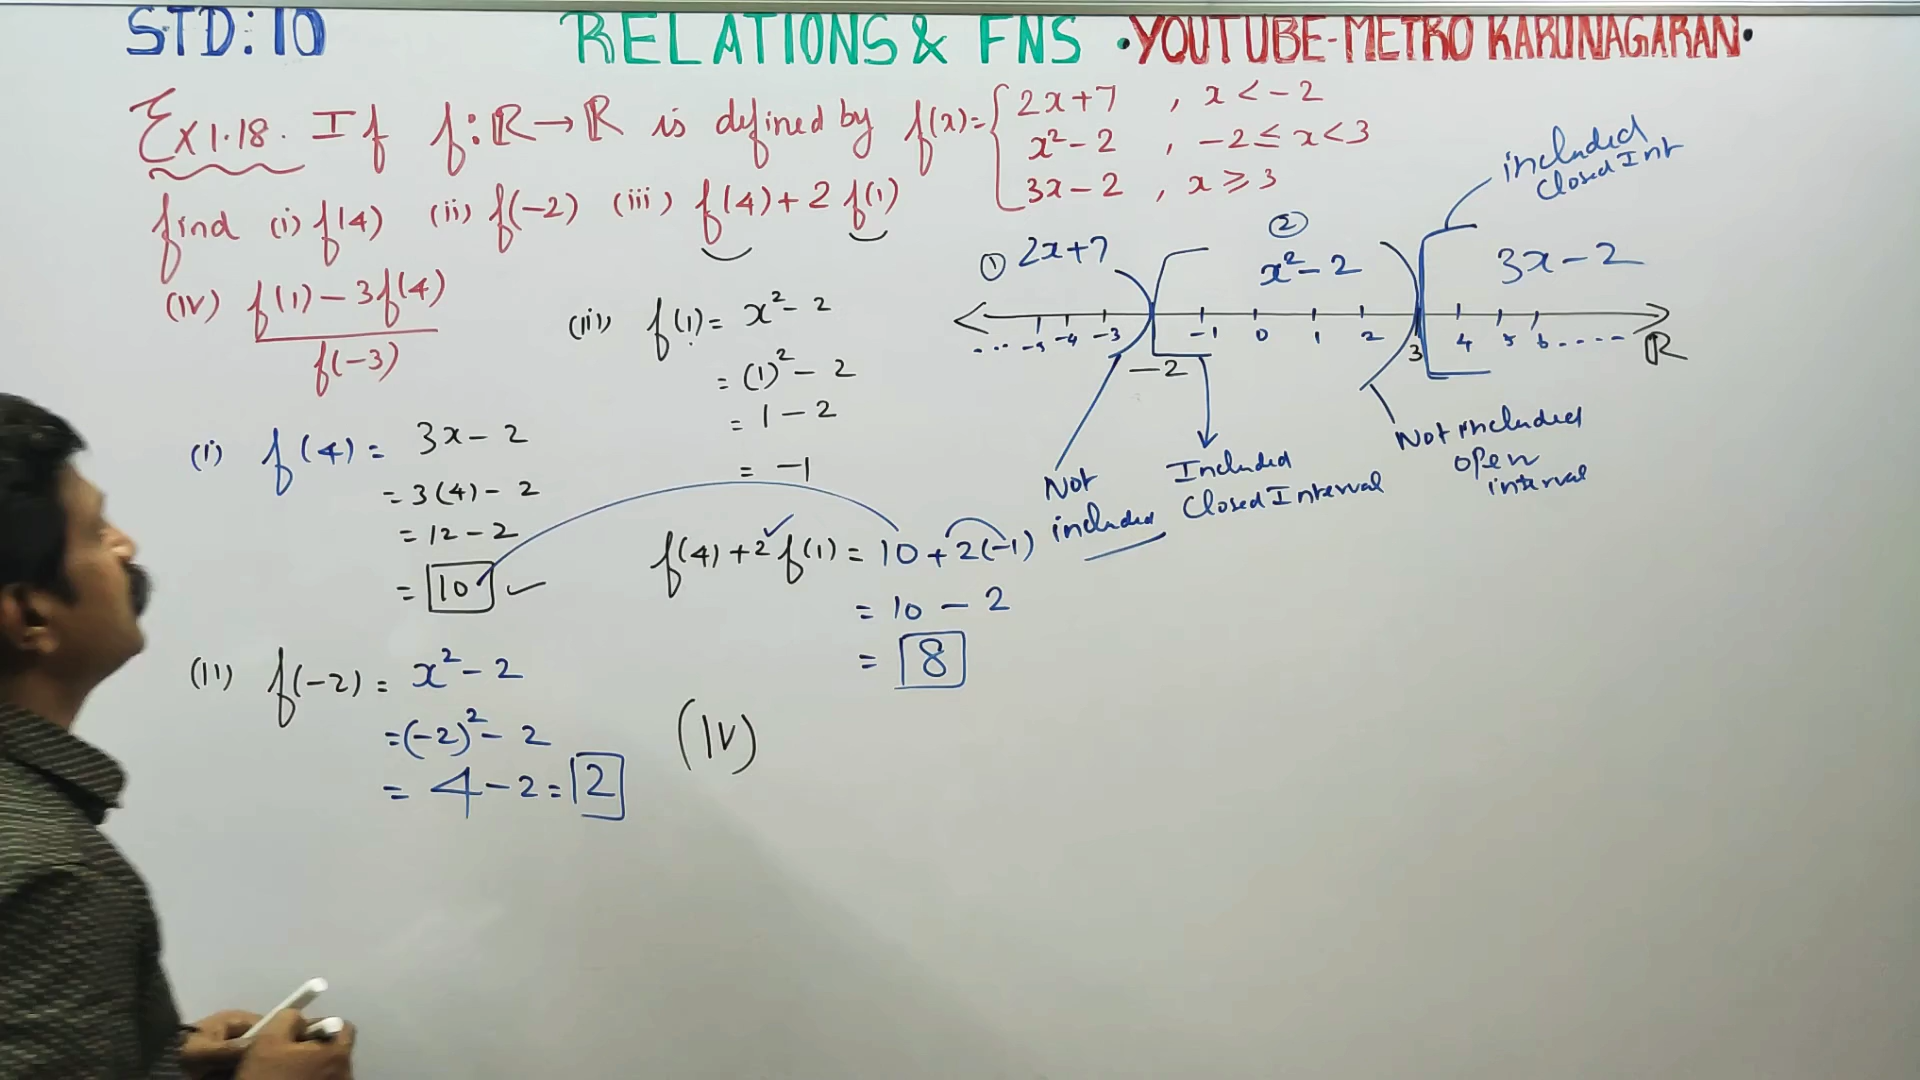 STD: 10 RELATIONS & FNS • YOUTUBE-METRO KARUNAGARAN•
Ex 1.18. If f: ℝ → ℝ is defined by f(x) = { 2x+7 , x < -2
x² - 2 , -2 ≤ x < 3
3x - 2 , x ≥ 3
find (i) f(4) (ii) f(-2) (iii) f(4) + 2 f(1)
(iv) f(1) - 3f(4)
f(-3)
included
Closed Int
① 2x+7
②
x² - 2
3x - 2
... -5 -4 -3 -2 -1 0 1 2 3 4 5 6 .... ℝ
Not
included
Included
Closed Interval
Not included
open
interval
(i) f(4) = 3x - 2
= 3(4) - 2
= 12 - 2
= 10
(ii) f(-2) = x² - 2
= (-2)² - 2
= 4 - 2 = 2
(iii) f(1) = x² - 2
= (1)² - 2
= 1 - 2
= -1
f(4) + 2 f(1) = 10 + 2(-1)
= 10 - 2
= 8
(iv)